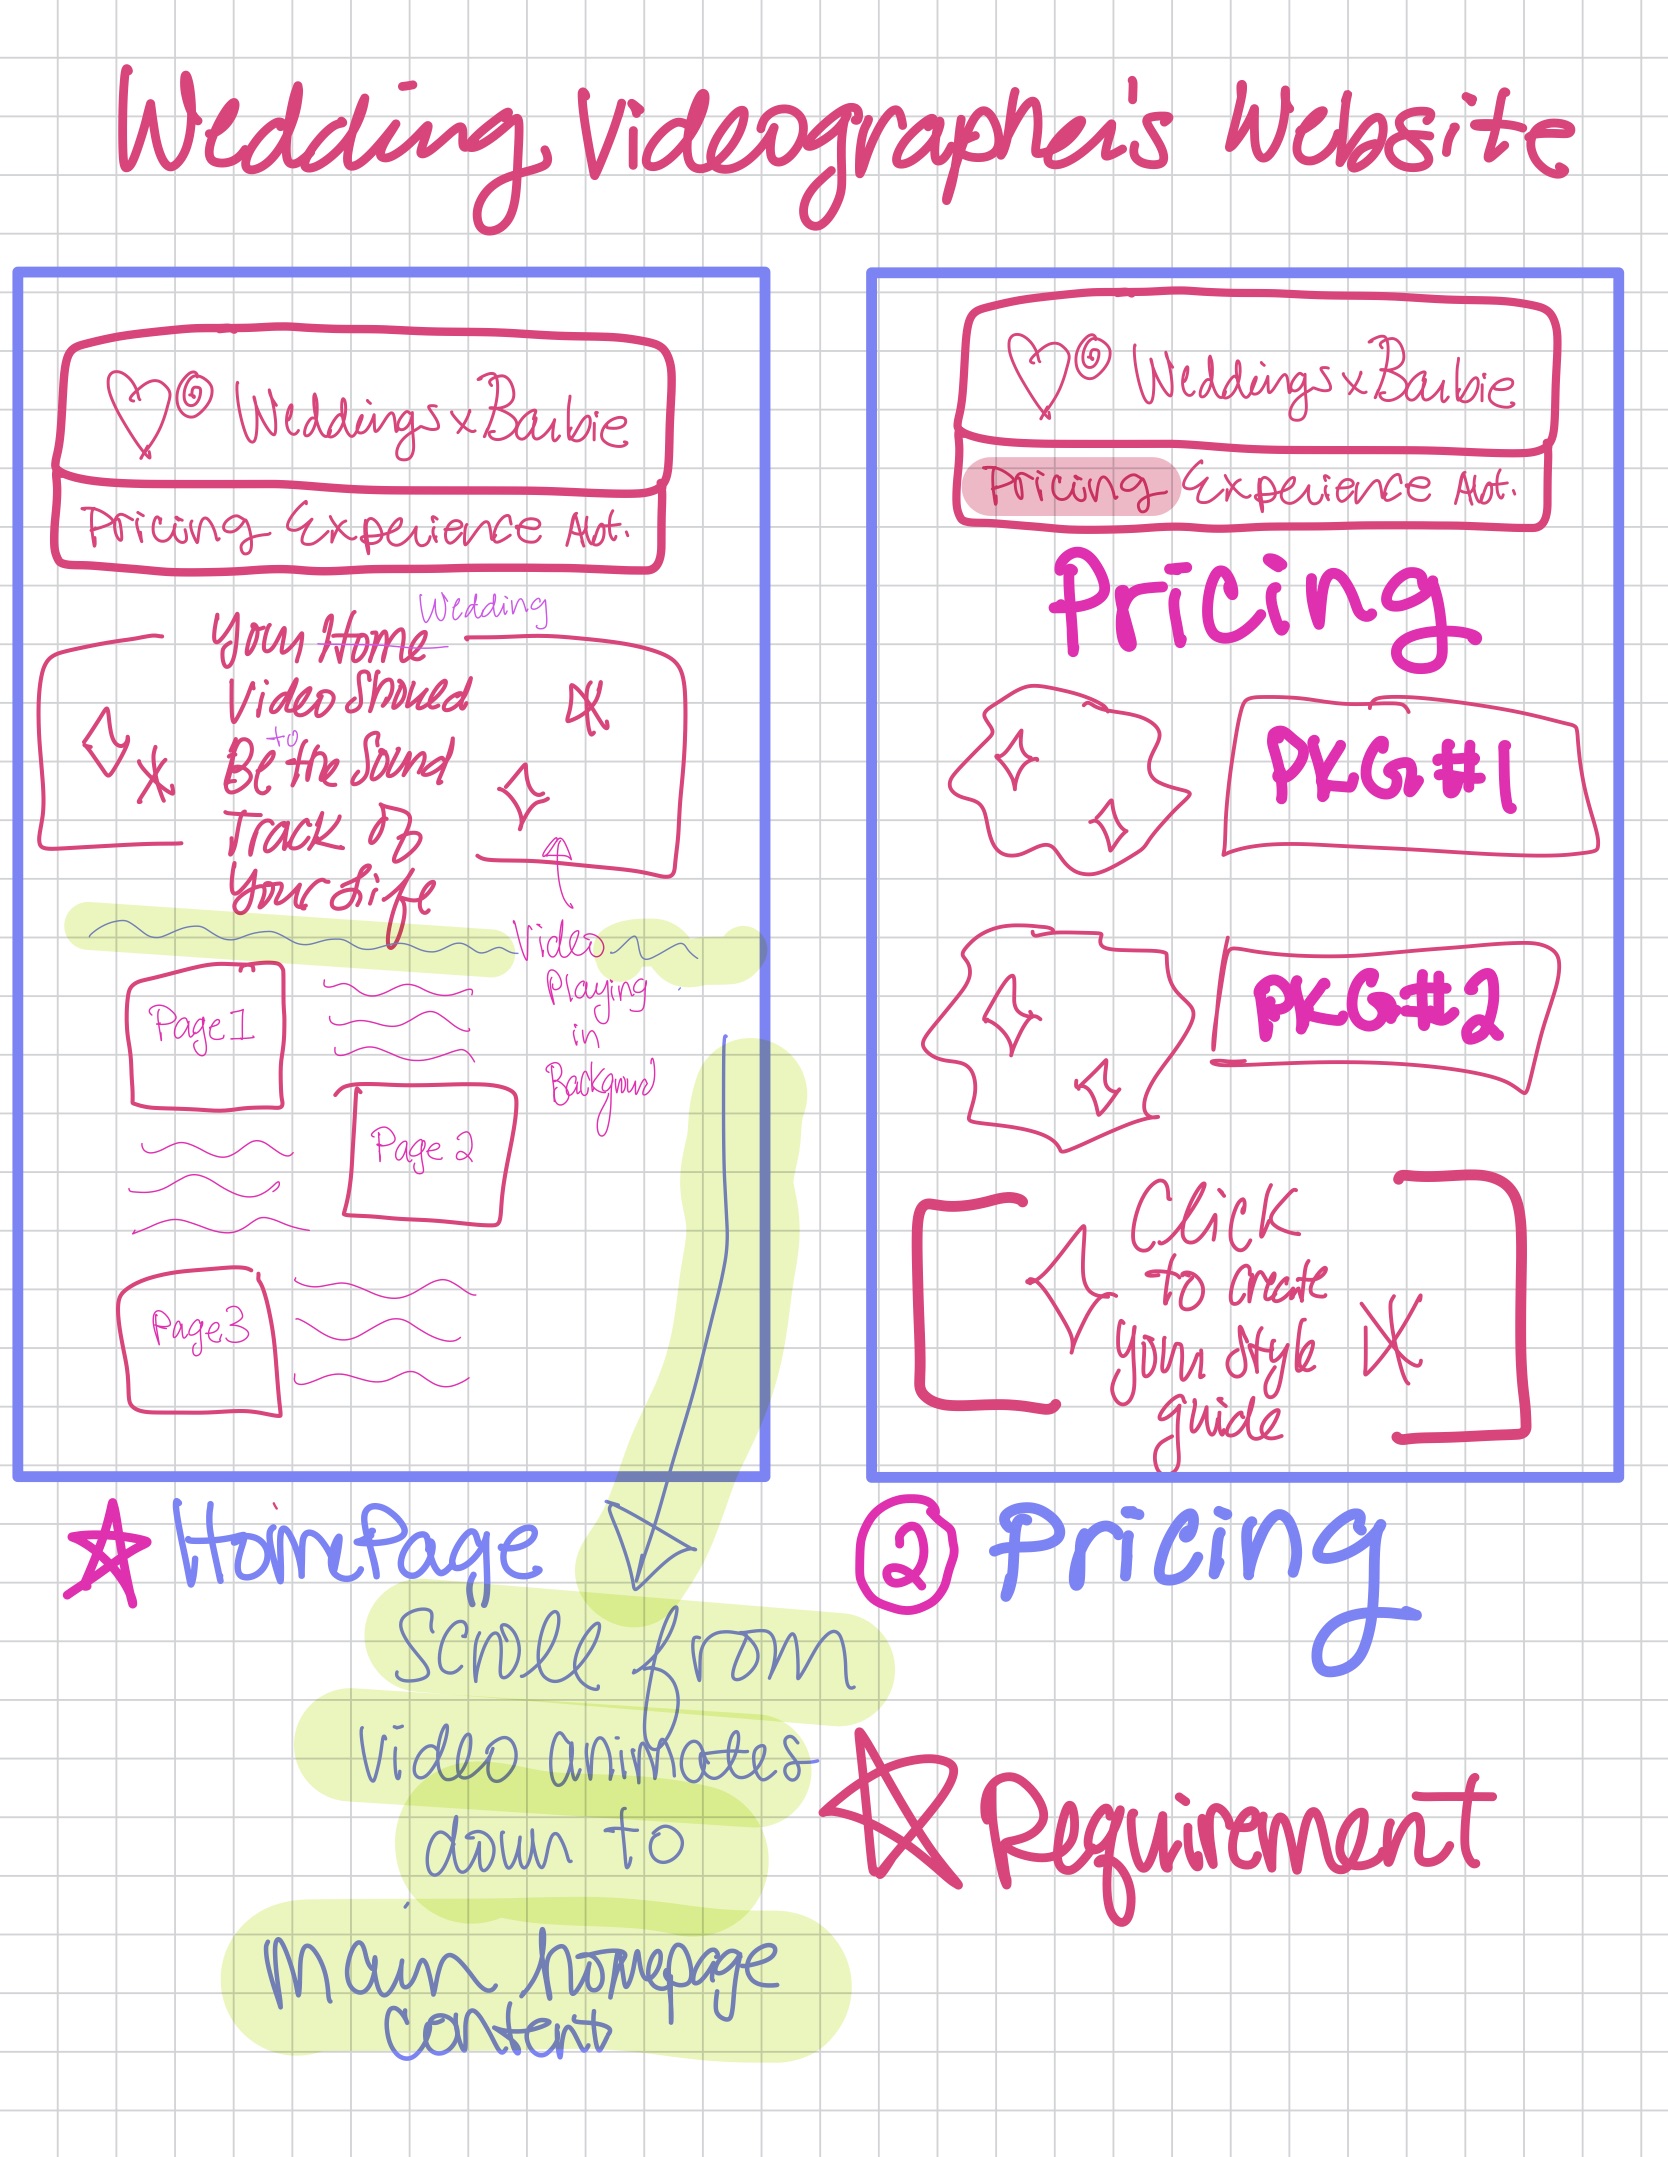 Wedding Videographer's Website
Weddings x Barbie
Pricing Experience Abt.
Wedding
Your Home
Video Should
to
Be the Sound
Track Of
Your Life
Video
Playing
in
Background
Page 1
Page 2
Page 3
HomePage
Scroll from
video animates
down to
main homepage
content
Weddings x Barbie
Pricing Experience Abt.
Pricing
PKG#1
PKG#2
Click
to create
your style
guide
2 Pricing
Requirement